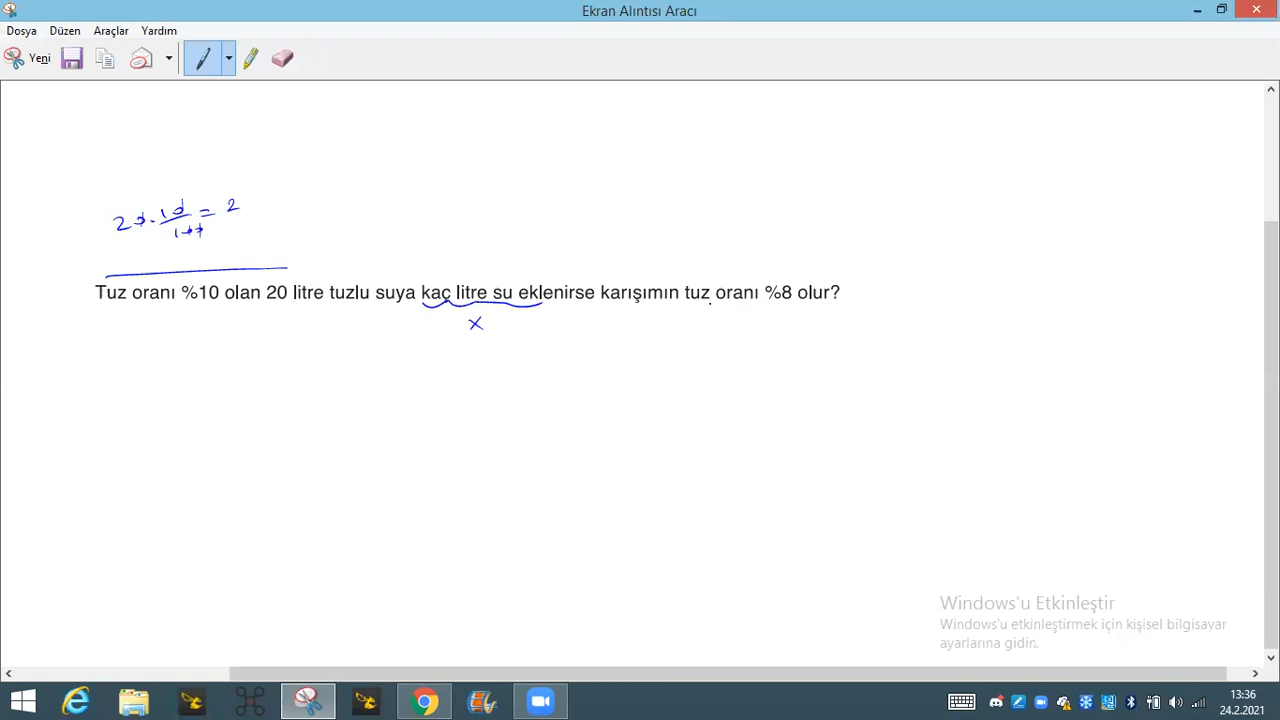 Ekran Alıntısı Aracı
Dosya Düzen Araçlar Yardım
Yeni
20 · 10/100 = 2
Tuz oranı %10 olan 20 litre tuzlu suya kaç litre su eklenirse karışımın tuz oranı %8 olur?
x
Windows'u Etkinleştir
Windows'u etkinleştirmek için kişisel bilgisayar
ayarlarına gidin.
13:36
24.2.2021